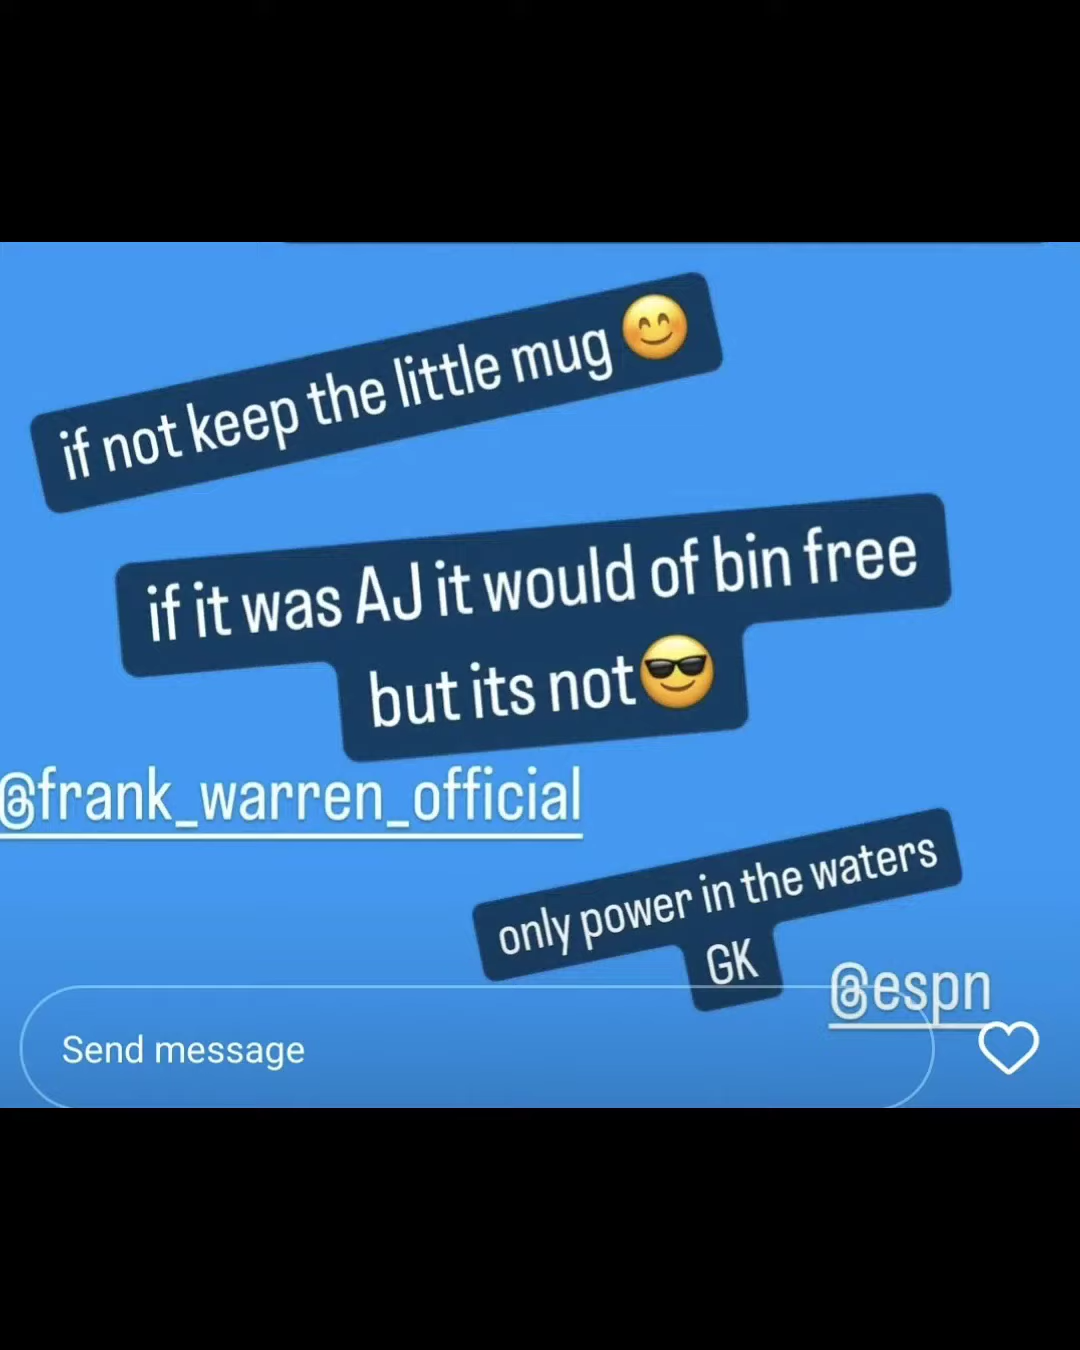 if not keep the little mug 😊
if it was AJ it would of bin free
but its not😎
@frank_warren_official
only power in the waters
GK
@espn
Send message